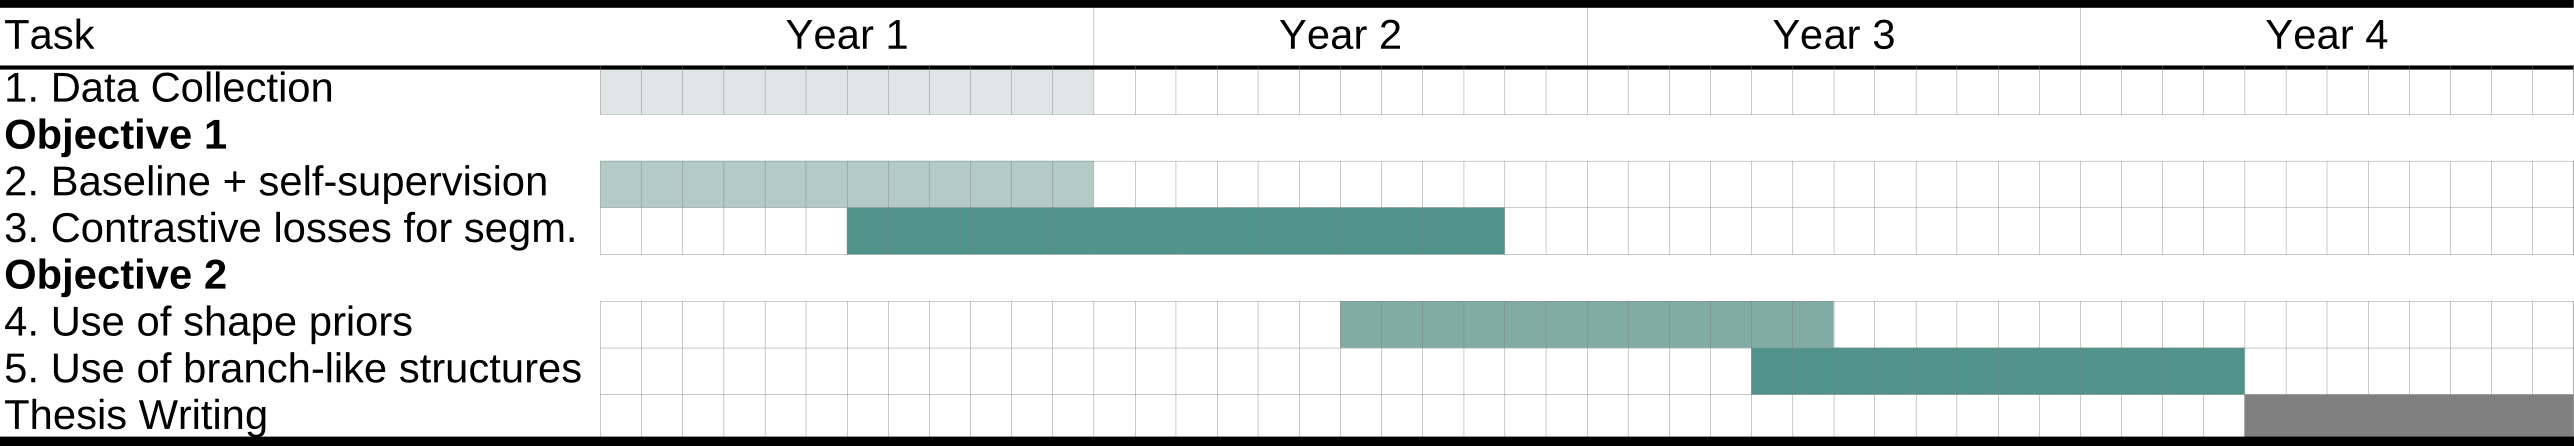 Task Year 1 Year 2 Year 3 Year 4
1. Data Collection
Objective 1
2. Baseline + self-supervision
3. Contrastive losses for segm.
Objective 2
4. Use of shape priors
5. Use of branch-like structures
Thesis Writing